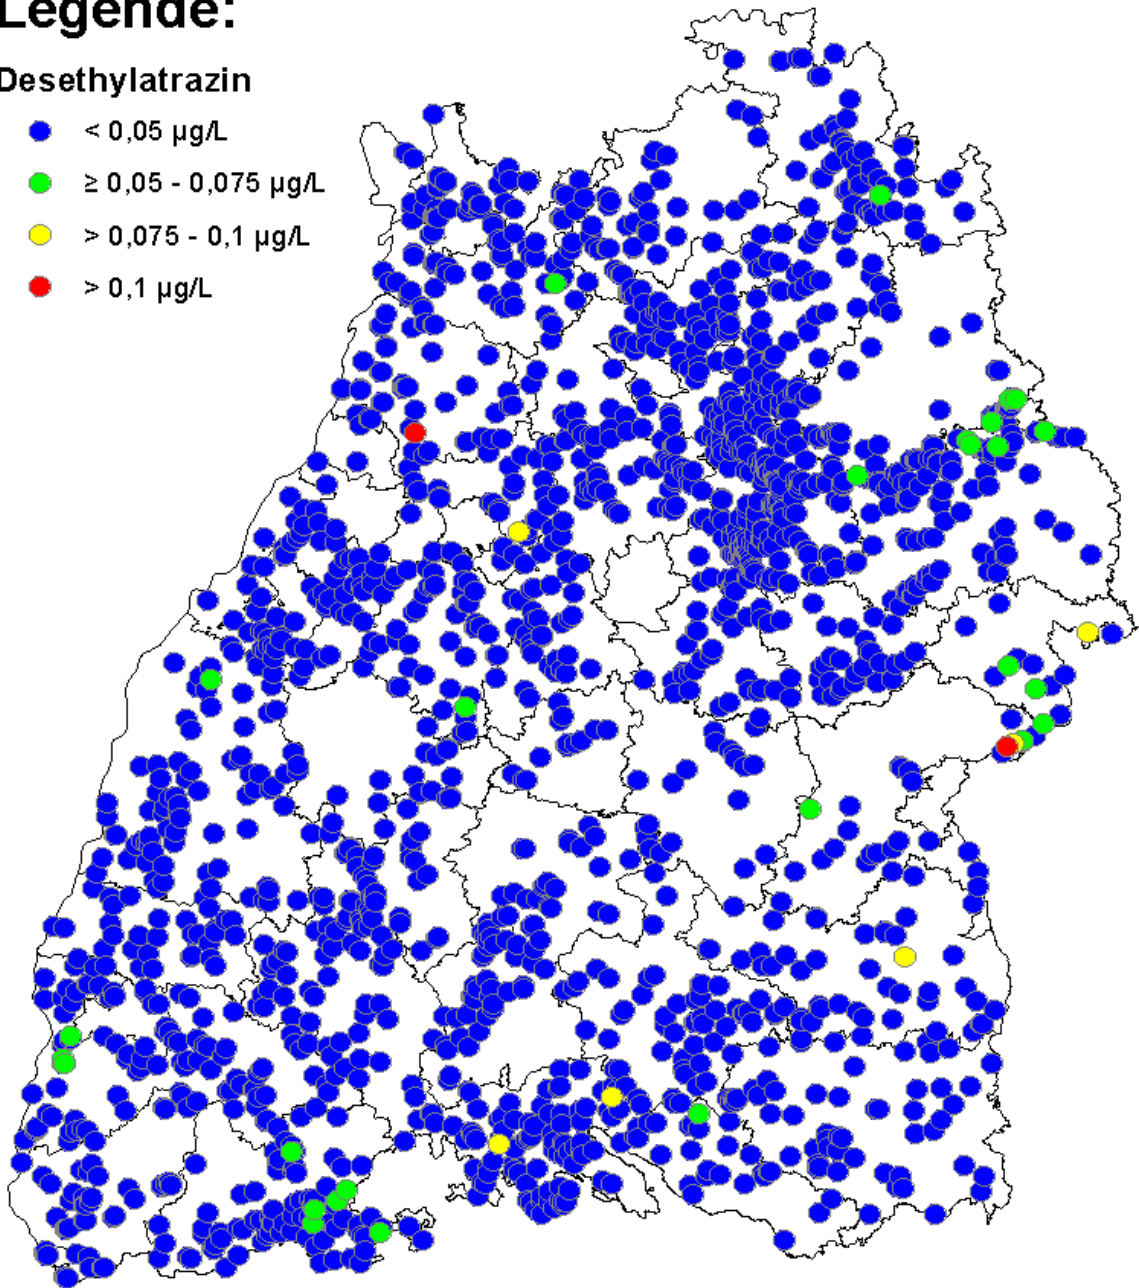 Legende:
Desethylatrazin
< 0,05 µg/L
≥ 0,05 - 0,075 µg/L
> 0,075 - 0,1 µg/L
> 0,1 µg/L